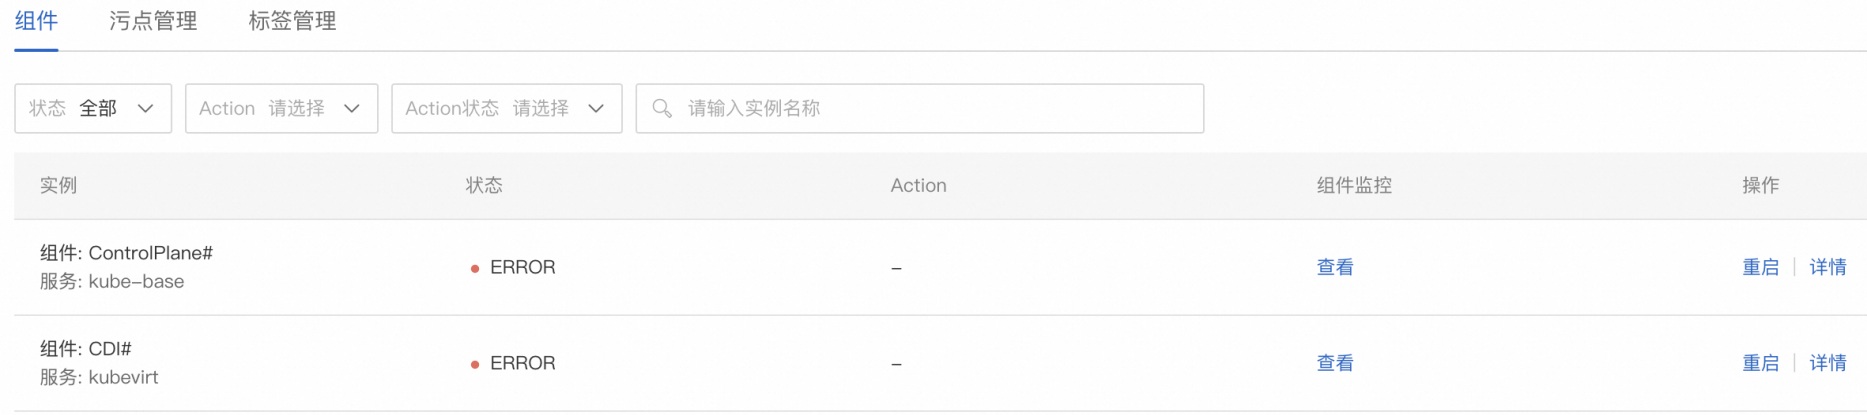 组件 污点管理 标签管理
状态 全部 Action 请选择 Action状态 请选择 请输入实例名称
实例 状态 Action 组件监控 操作
组件: ControlPlane#
服务: kube-base
ERROR – 查看 重启 详情
组件: CDI#
服务: kubevirt
ERROR – 查看 重启 详情